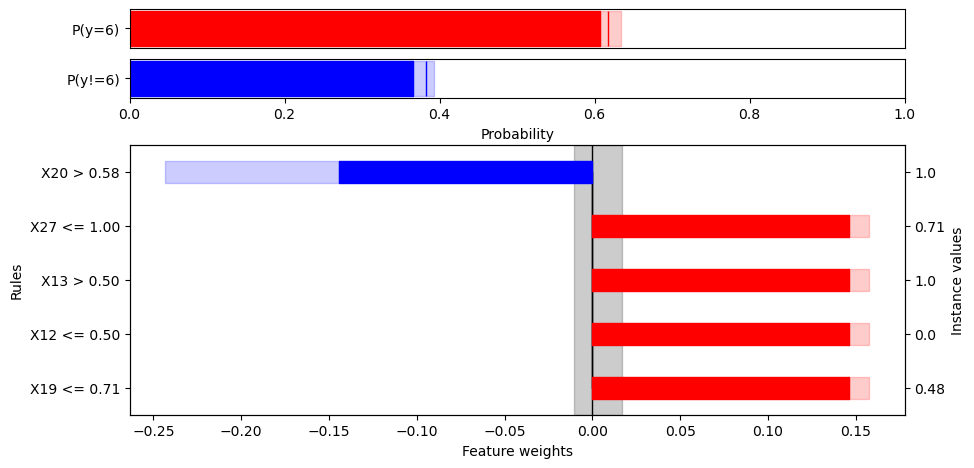 P(y=6)
P(y!=6)
0.0 0.2 0.4 0.6 0.8 1.0
Probability
X20 > 0.58 1.0
X27 <= 1.00 0.71
X13 > 0.50 1.0
X12 <= 0.50 0.0
X19 <= 0.71 0.48
Rules
Instance values
−0.25 −0.20 −0.15 −0.10 −0.05 0.00 0.05 0.10 0.15
Feature weights